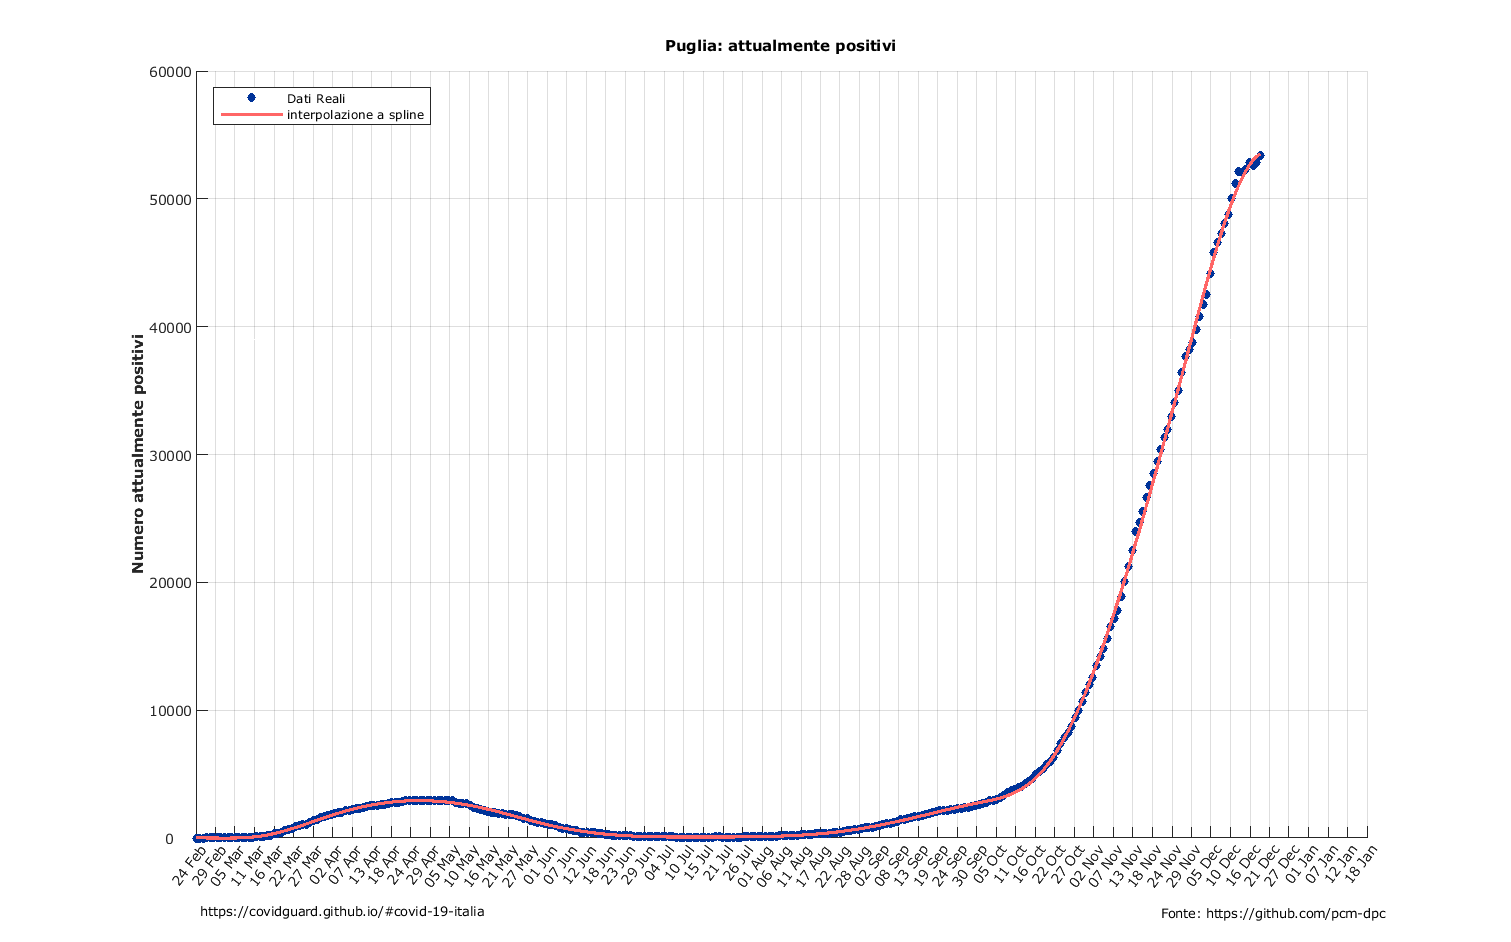 Puglia: attualmente positivi
Dati Reali
interpolazione a spline
60000
50000
40000
30000
20000
10000
0
Numero attualmente positivi
24 Feb
29 Feb
05 Mar
11 Mar
16 Mar
22 Mar
27 Mar
02 Apr
07 Apr
13 Apr
18 Apr
24 Apr
29 Apr
05 May
10 May
16 May
21 May
27 May
01 Jun
07 Jun
12 Jun
18 Jun
23 Jun
29 Jun
04 Jul
10 Jul
15 Jul
21 Jul
26 Jul
01 Aug
06 Aug
11 Aug
17 Aug
22 Aug
28 Aug
02 Sep
08 Sep
13 Sep
19 Sep
24 Sep
30 Oct
05 Oct
11 Oct
16 Oct
22 Oct
27 Oct
02 Nov
07 Nov
13 Nov
18 Nov
24 Nov
29 Nov
05 Dec
10 Dec
16 Dec
21 Dec
27 Dec
01 Jan
07 Jan
12 Jan
18 Jan
https://covidguard.github.io/#covid-19-italia
Fonte: https://github.com/pcm-dpc